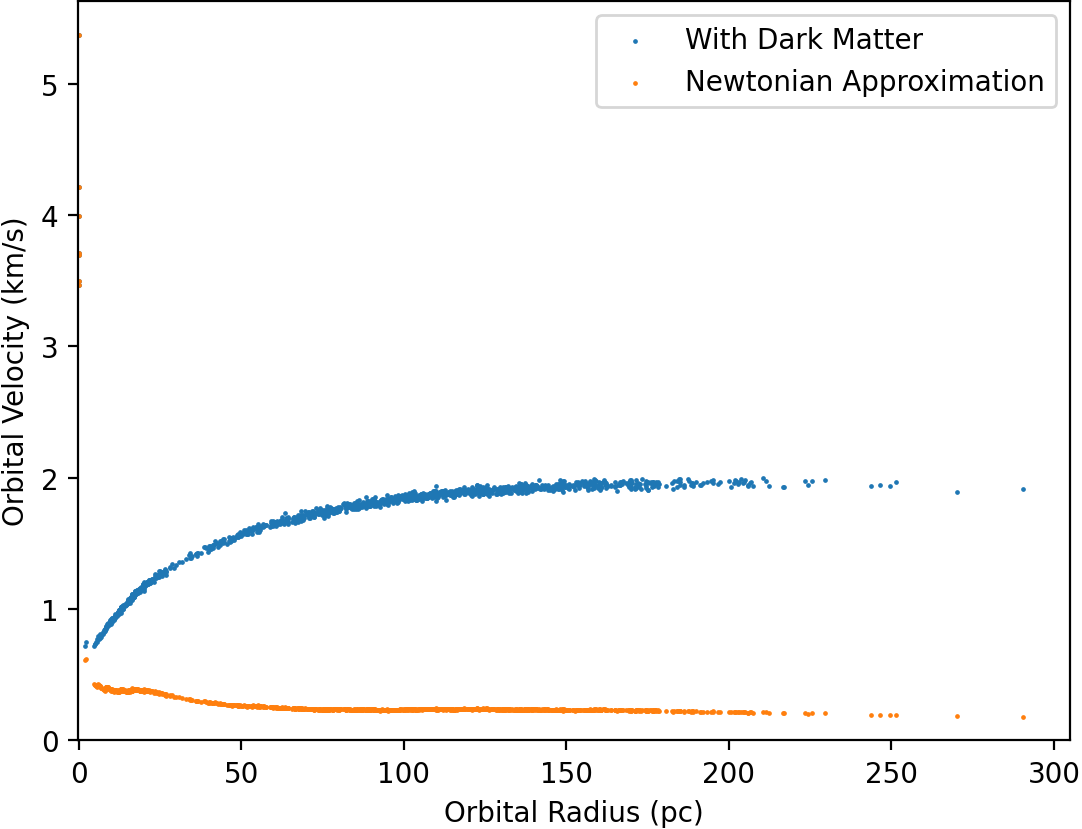 With Dark Matter
Newtonian Approximation
Orbital Velocity (km/s)
5
4
3
2
1
0
0 50 100 150 200 250 300
Orbital Radius (pc)